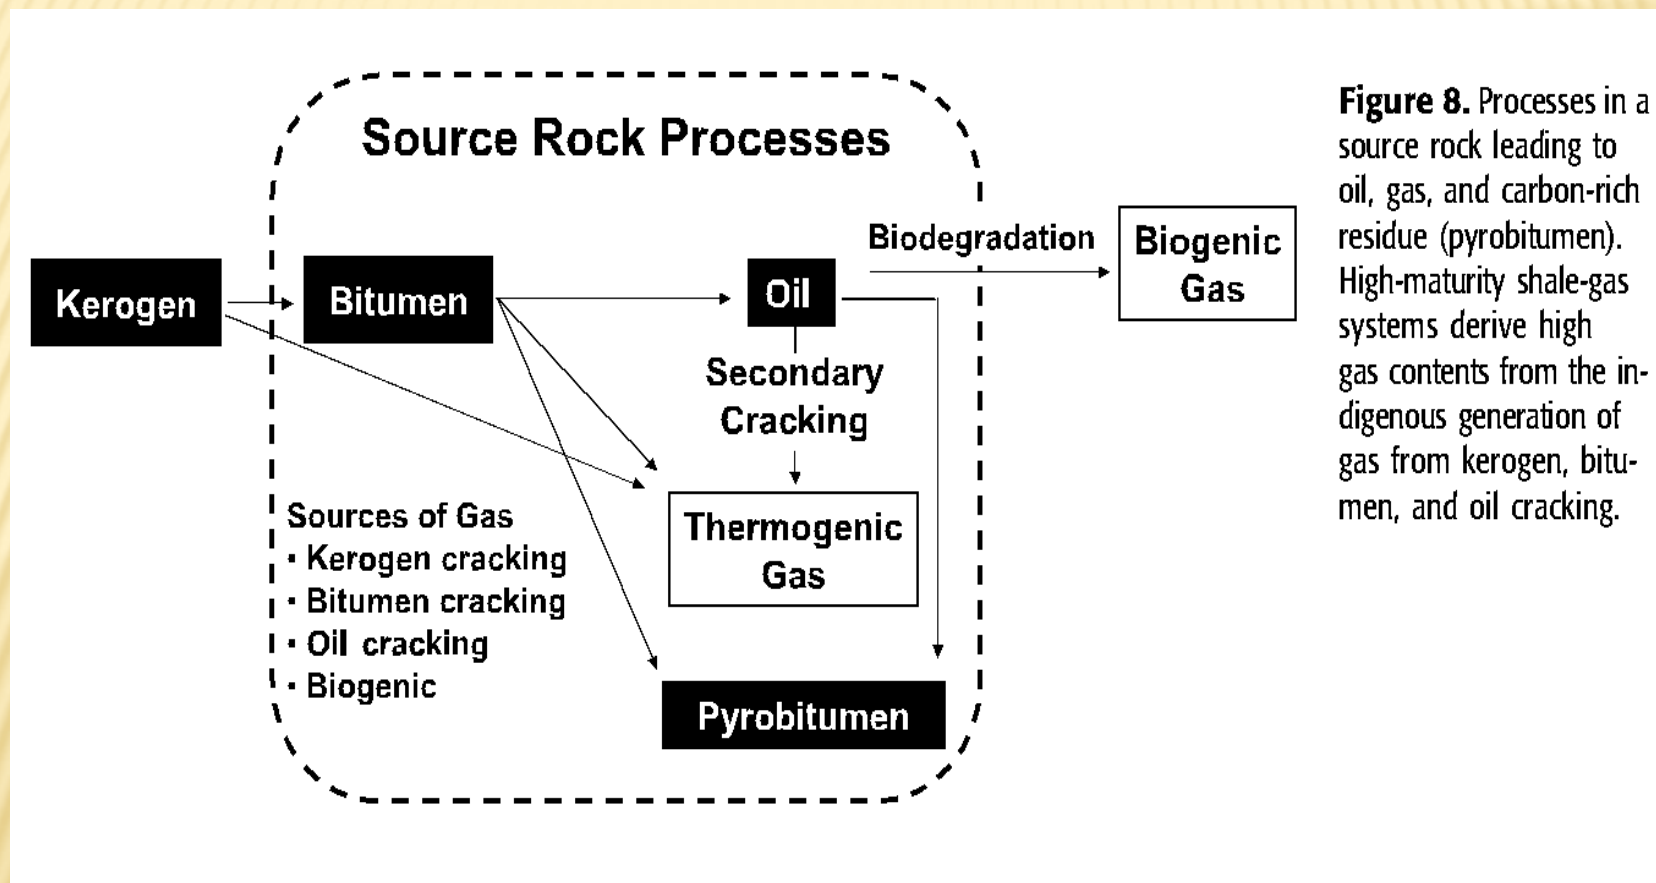 Source Rock Processes
Kerogen
Bitumen
Oil
Biodegradation
Biogenic
Gas
Secondary
Cracking
Thermogenic
Gas
Pyrobitumen
Sources of Gas
· Kerogen cracking
· Bitumen cracking
· Oil cracking
· Biogenic
Figure 8. Processes in a
source rock leading to
oil, gas, and carbon-rich
residue (pyrobitumen).
High-maturity shale-gas
systems derive high
gas contents from the in-
digenous generation of
gas from kerogen, bitu-
men, and oil cracking.